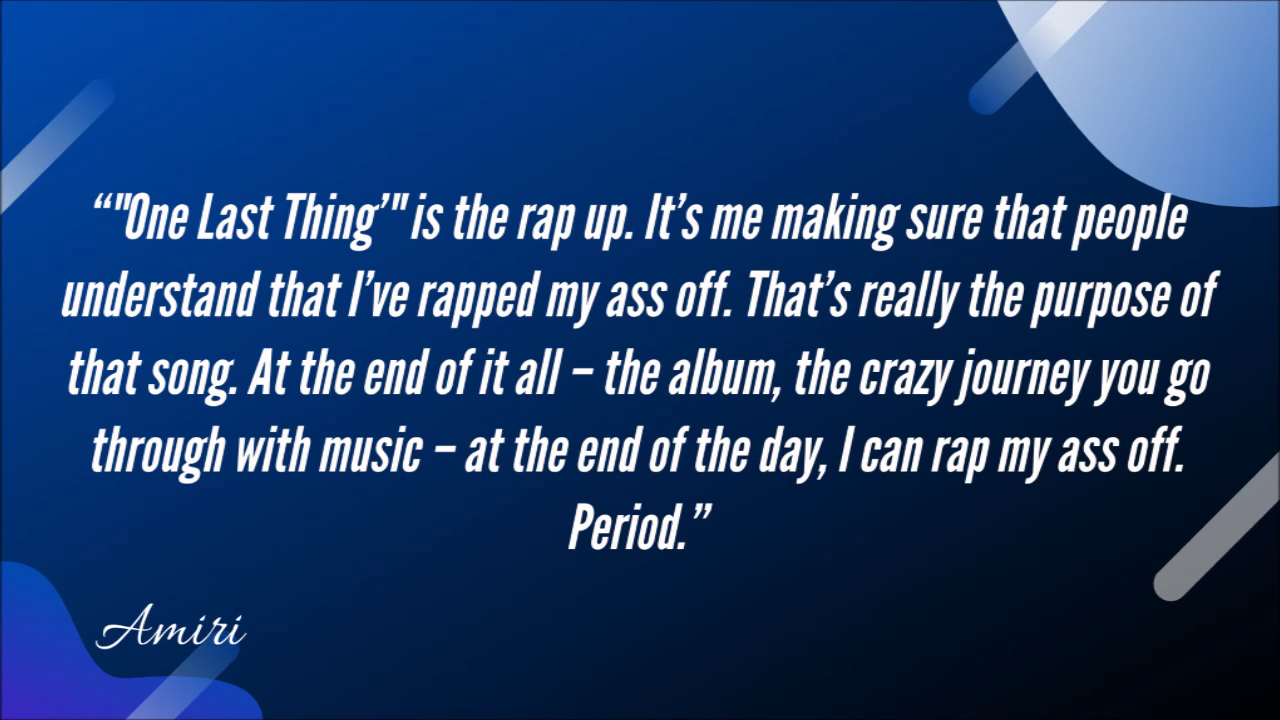 “"One Last Thing’" is the rap up. It’s me making sure that people
understand that I’ve rapped my ass off. That’s really the purpose of
that song. At the end of it all – the album, the crazy journey you go
through with music – at the end of the day, I can rap my ass off.
Period.”
Amiri